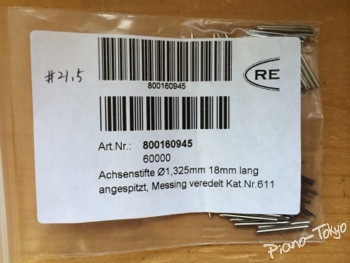 #21.5
800160945
RE
Art.Nr.: 800160945
60000
Achsenstifte Ø1,325mm 18mm lang
angespitzt, Messing veredelt Kat.Nr.611
Piano-Tokyo